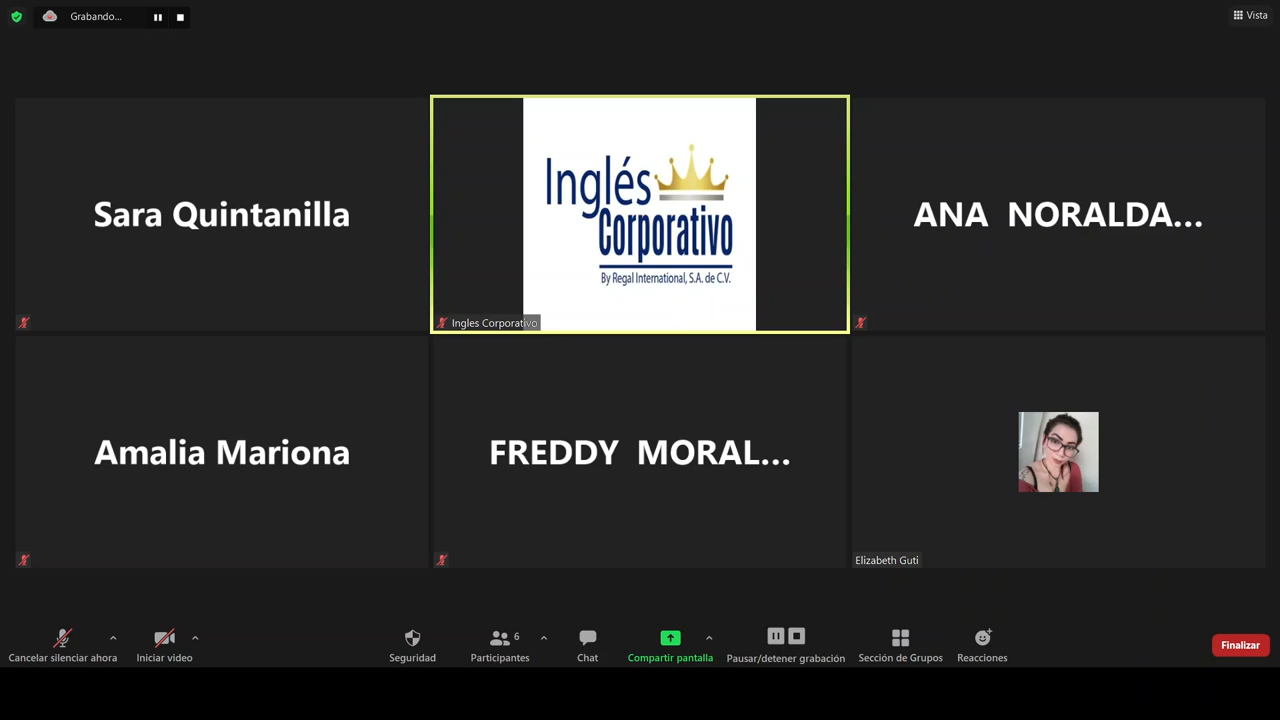 Grabando...
Vista
Sara Quintanilla
Inglés
Corporativo
By Regal International, S.A. de C.V.
Ingles Corporativo
ANA NORALDA...
Amalia Mariona
FREDDY MORAL...
Elizabeth Guti
Cancelar silenciar ahora
Iniciar video
Seguridad
6
Participantes
Chat
Compartir pantalla
Pausar/detener grabación
Sección de Grupos
Reacciones
Finalizar